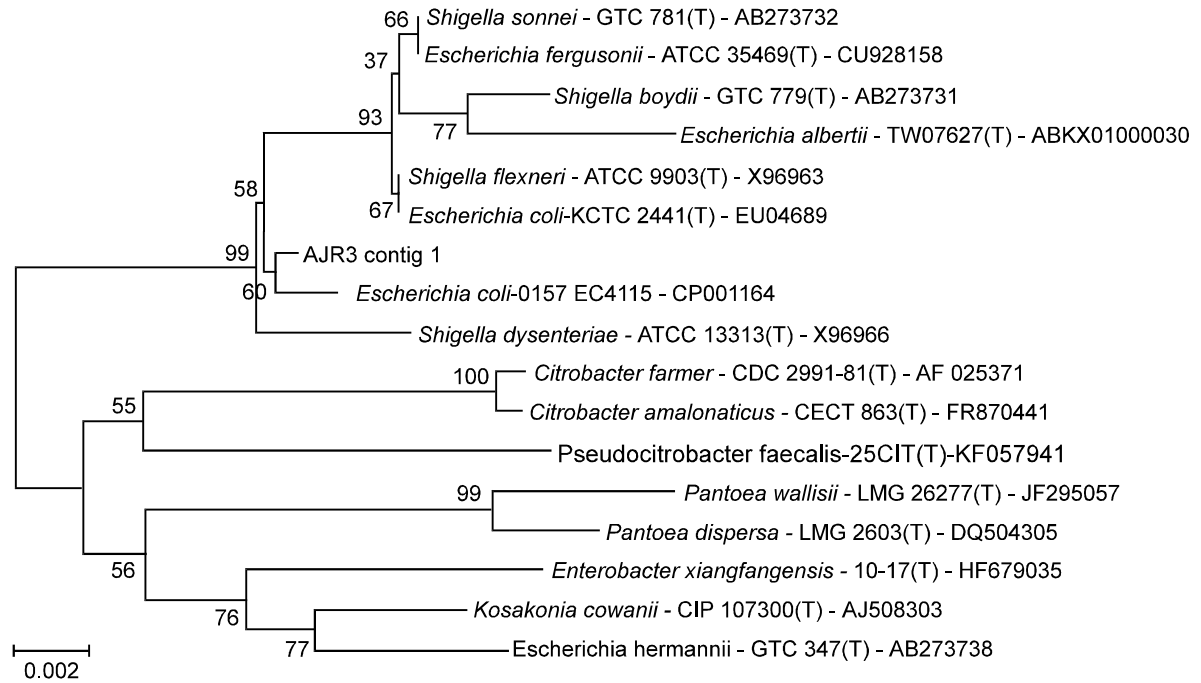 66
Shigella sonnei - GTC 781(T) - AB273732
Escherichia fergusonii - ATCC 35469(T) - CU928158
37
Shigella boydii - GTC 779(T) - AB273731
93
77
Escherichia albertii - TW07627(T) - ABKX01000030
Shigella flexneri - ATCC 9903(T) - X96963
58
67
Escherichia coli-KCTC 2441(T) - EU04689
99
AJR3 contig 1
60
Escherichia coli-0157 EC4115 - CP001164
Shigella dysenteriae - ATCC 13313(T) - X96966
100
Citrobacter farmer - CDC 2991-81(T) - AF 025371
55
Citrobacter amalonaticus - CECT 863(T) - FR870441
Pseudocitrobacter faecalis-25CIT(T)-KF057941
99
Pantoea wallisii - LMG 26277(T) - JF295057
Pantoea dispersa - LMG 2603(T) - DQ504305
56
Enterobacter xiangfangensis - 10-17(T) - HF679035
76
Kosakonia cowanii - CIP 107300(T) - AJ508303
77
Escherichia hermannii - GTC 347(T) - AB273738
0.002